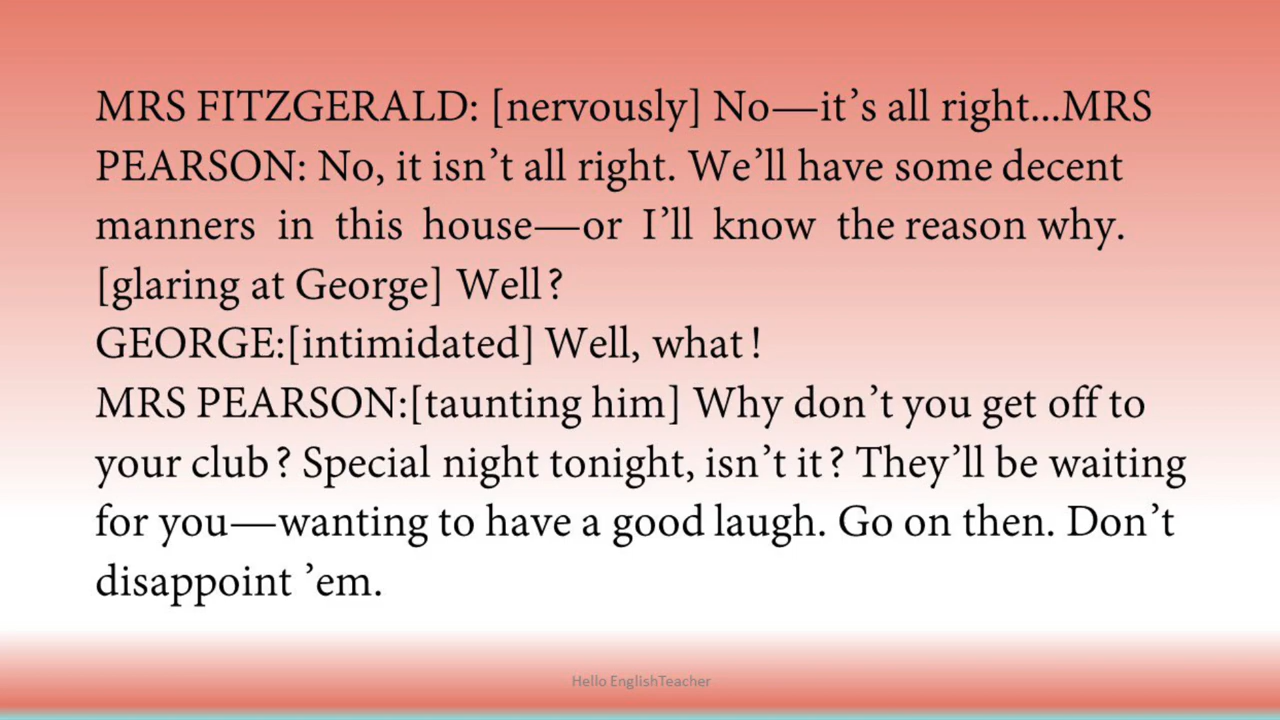 MRS FITZGERALD: [nervously] No—it’s all right...MRS
PEARSON: No, it isn’t all right. We’ll have some decent
manners in this house—or I’ll know the reason why.
[glaring at George] Well?
GEORGE:[intimidated] Well, what!
MRS PEARSON:[taunting him] Why don’t you get off to
your club? Special night tonight, isn’t it? They’ll be waiting
for you—wanting to have a good laugh. Go on then. Don’t
disappoint ’em.
Hello EnglishTeacher